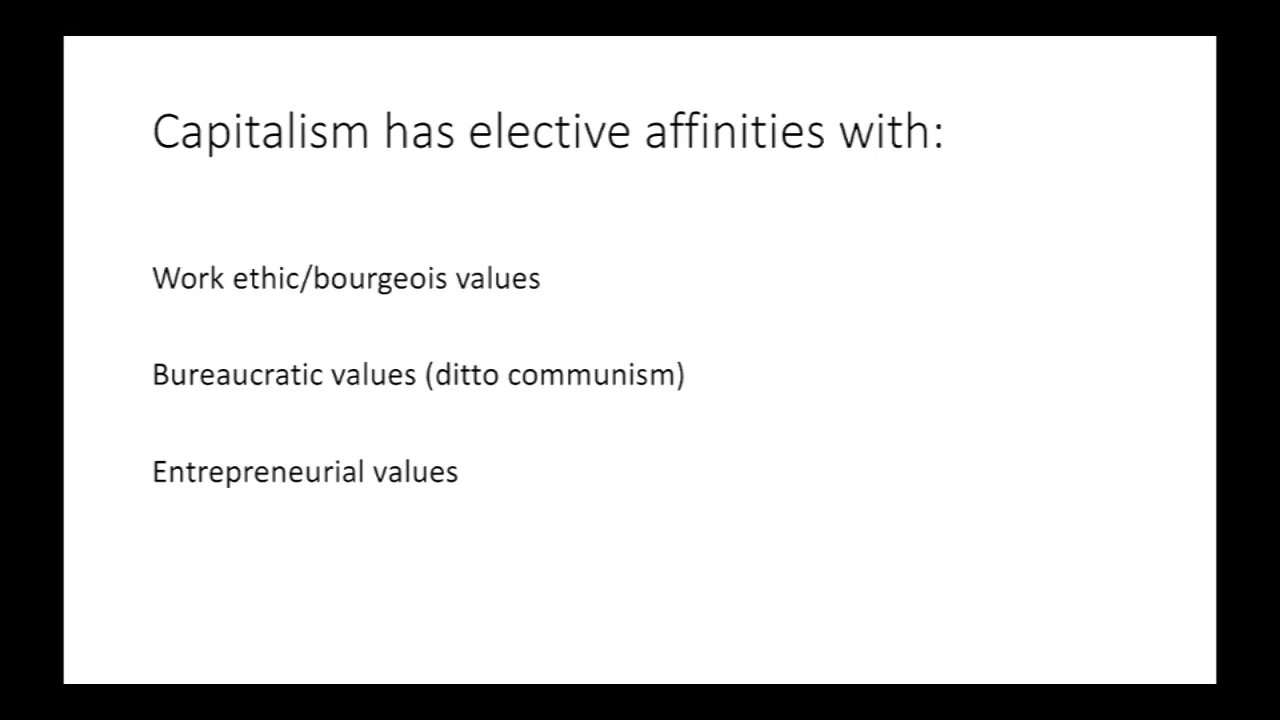 Capitalism has elective affinities with:
Work ethic/bourgeois values
Bureaucratic values (ditto communism)
Entrepreneurial values